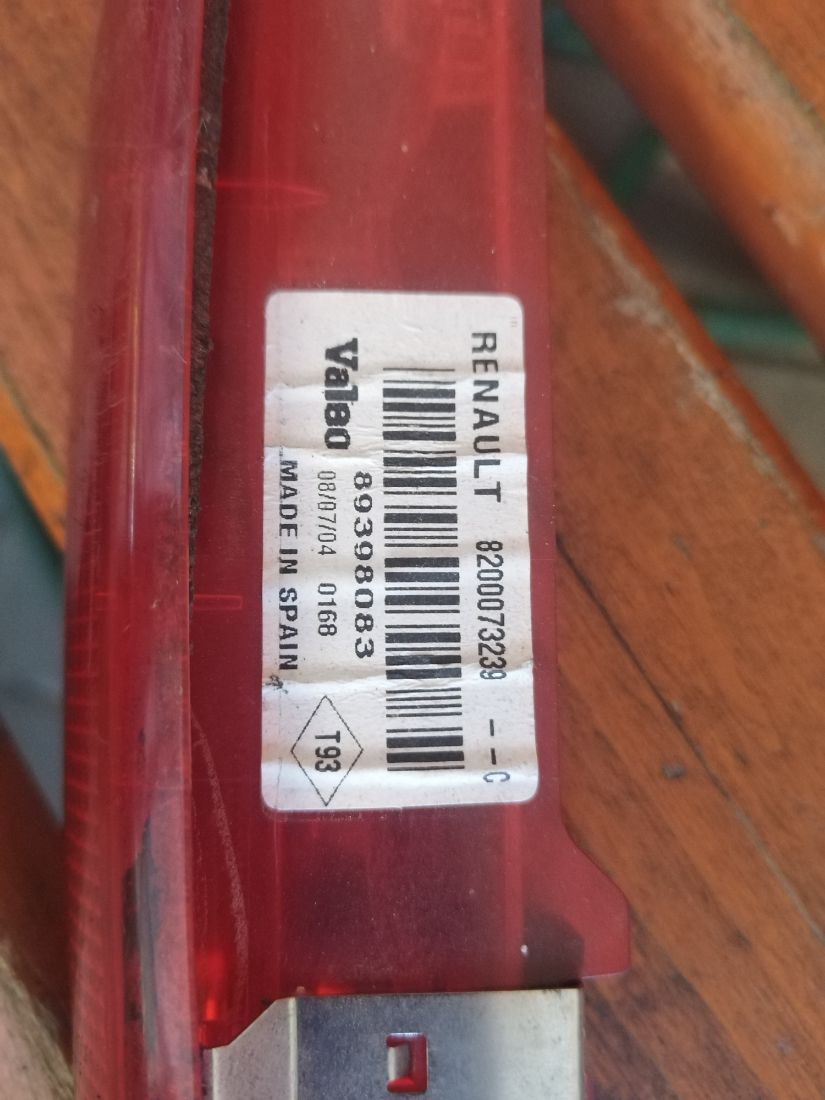 RENAULT 8200073239 --C
89398083
Valeo 08/07/04 0168
MADE IN SPAIN
T93